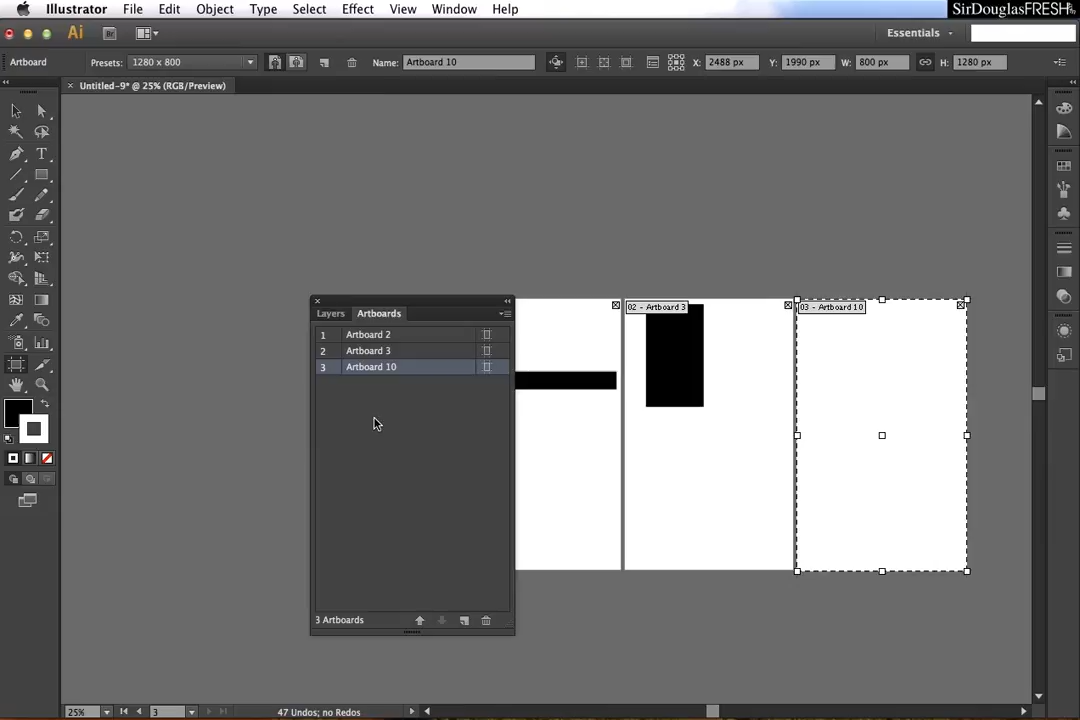 Illustrator File Edit Object Type Select Effect View Window Help
SirDouglasFRESH
Ai Br Essentials
Artboard Presets: 1280 x 800 Name: Artboard 10 X: 2488 px Y: 1990 px W: 800 px H: 1280 px
× Untitled-9* @ 25% (RGB/Preview)
02 - Artboard 3
03 - Artboard 10
Layers Artboards
1 Artboard 2
2 Artboard 3
3 Artboard 10
3 Artboards
25% 3 47 Undos; no Redos